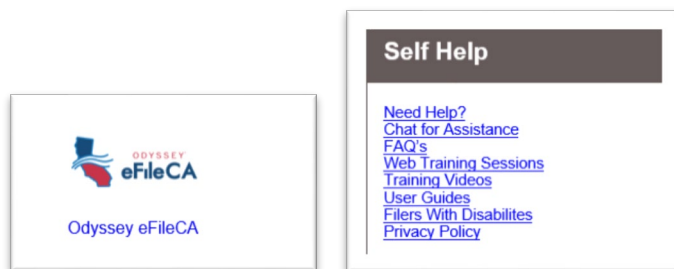 ODYSSEY
eFileCA
Odyssey eFileCA
Self Help
Need Help?
Chat for Assistance
FAQ's
Web Training Sessions
Training Videos
User Guides
Filers With Disabilites
Privacy Policy